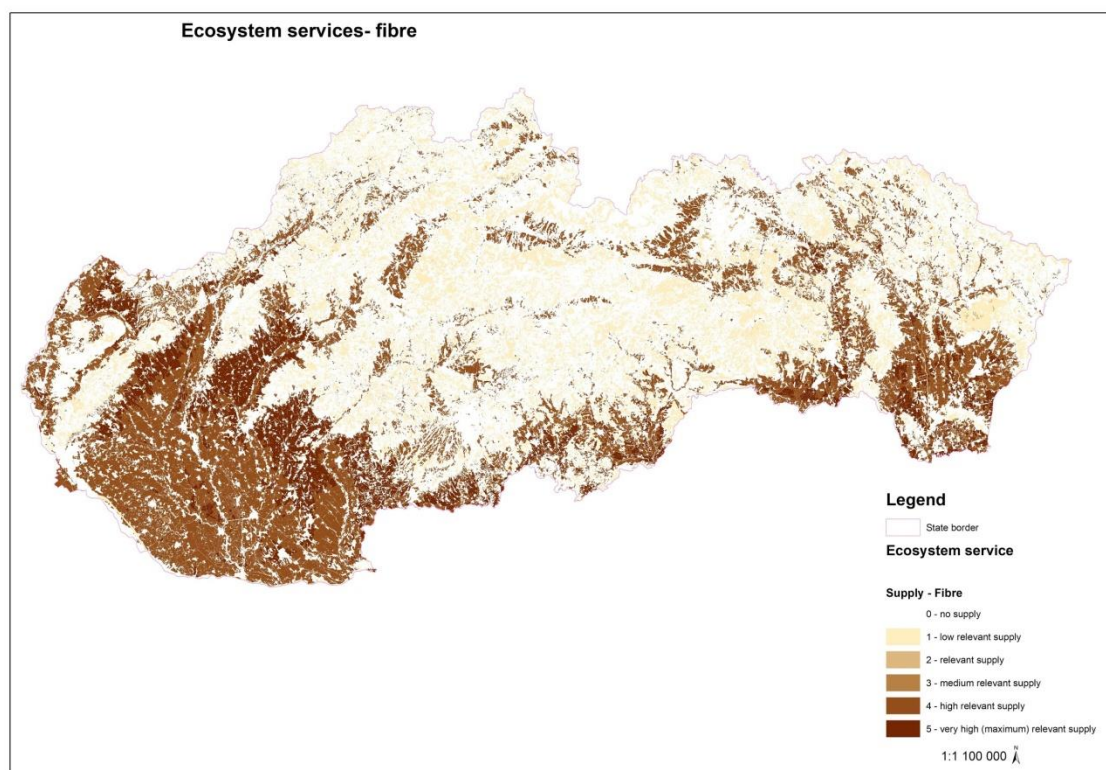 Ecosystem services- fibre
Legend
State border
Ecosystem service
Supply - Fibre
0 - no supply
1 - low relevant supply
2 - relevant supply
3 - medium relevant supply
4 - high relevant supply
5 - very high (maximum) relevant supply
1:1 100 000 N